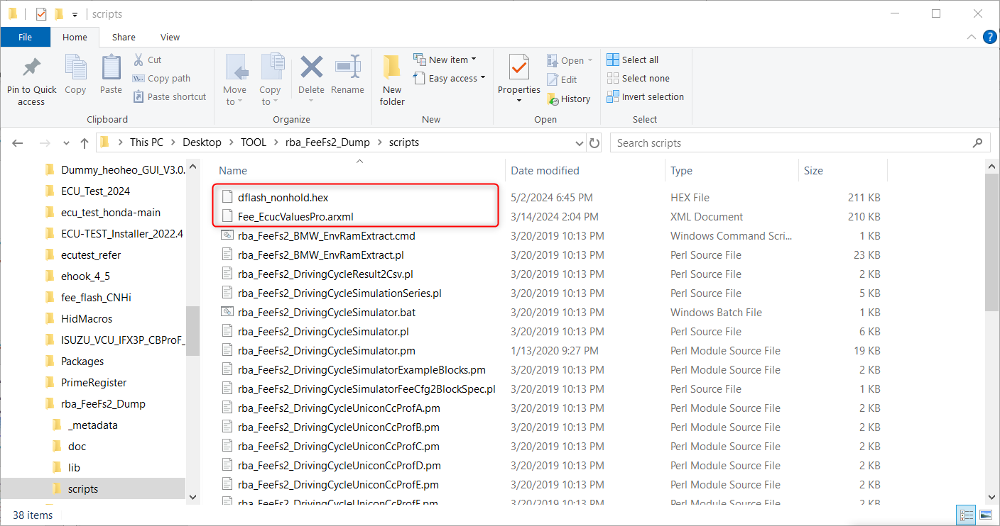 scripts
File Home Share View
Pin to Quick access
Copy
Paste
Cut
Copy path
Paste shortcut
Clipboard
Move to
Copy to
Delete
Rename
Organize
New folder
New item
Easy access
New
Properties
Open
Edit
History
Open
Select all
Select none
Invert selection
Select
This PC > Desktop > TOOL > rba_FeeFs2_Dump > scripts
Search scripts
Dummy_heoheo_GUI_V3.0.
ECU_Test_2024
ecu_test_honda-main
ECU-TEST_Installer_2022.4
ecutest_refer
ehook_4_5
fee_flash_CNHi
HidMacros
ISUZU_VCU_IFX3P_CBProF_
Packages
PrimeRegister
rba_FeeFs2_Dump
_metadata
doc
lib
scripts
Name Date modified Type Size
dflash_nonhold.hex 5/2/2024 6:45 PM HEX File 211 KB
Fee_EcucValuesPro.arxml 3/14/2024 2:04 PM XML Document 210 KB
rba_FeeFs2_BMW_EnvRamExtract.cmd 3/20/2019 10:13 PM Windows Command Scri... 1 KB
rba_FeeFs2_BMW_EnvRamExtract.pl 3/20/2019 10:13 PM Perl Source File 23 KB
rba_FeeFs2_DrivingCycleResult2Csv.pl 3/20/2019 10:13 PM Perl Source File 2 KB
rba_FeeFs2_DrivingCycleSimulationSeries.pl 3/20/2019 10:13 PM Perl Source File 5 KB
rba_FeeFs2_DrivingCycleSimulator.bat 3/20/2019 10:13 PM Windows Batch File 1 KB
rba_FeeFs2_DrivingCycleSimulator.pl 3/20/2019 10:13 PM Perl Source File 6 KB
rba_FeeFs2_DrivingCycleSimulator.pm 1/13/2020 9:27 PM Perl Module Source File 19 KB
rba_FeeFs2_DrivingCycleSimulatorExampleBlocks.pm 3/20/2019 10:13 PM Perl Module Source File 2 KB
rba_FeeFs2_DrivingCycleSimulatorFeeCfg2BlockSpec.pl 3/20/2019 10:13 PM Perl Source File 1 KB
rba_FeeFs2_DrivingCycleUniconCcProfA.pm 3/20/2019 10:13 PM Perl Module Source File 2 KB
rba_FeeFs2_DrivingCycleUniconCcProfB.pm 3/20/2019 10:13 PM Perl Module Source File 2 KB
rba_FeeFs2_DrivingCycleUniconCcProfC.pm 3/20/2019 10:13 PM Perl Module Source File 2 KB
rba_FeeFs2_DrivingCycleUniconCcProfD.pm 3/20/2019 10:13 PM Perl Module Source File 2 KB
rba_FeeFs2_DrivingCycleUniconCcProfE.pm 3/20/2019 10:13 PM Perl Module Source File 2 KB
rba_FeeFs2_DrivingCycleUniconCcProfF.pm 3/20/2019 10:13 PM Perl Module Source File 2 KB
38 items